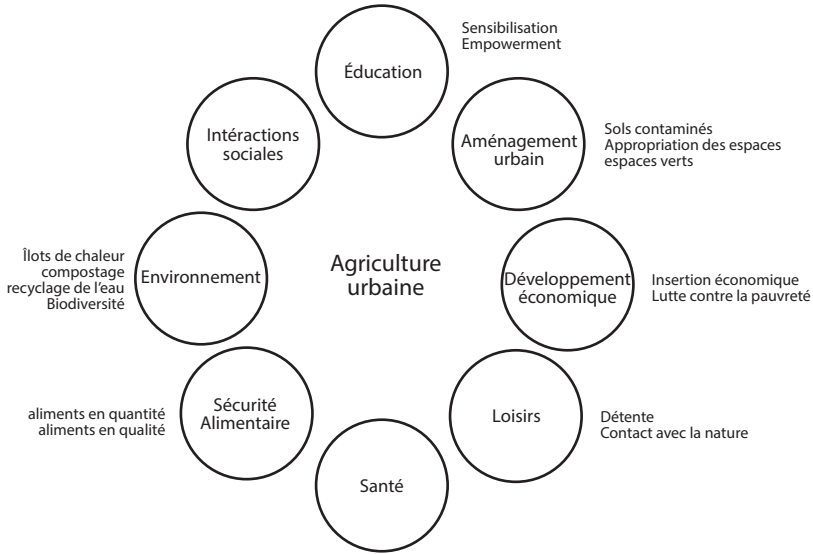 Sensibilisation
Empowerment
Éducation
Intéractions
sociales
Aménagement
urbain
Sols contaminés
Appropriation des espaces
espaces verts
Îlots de chaleur
compostage
recyclage de l'eau
Biodiversité
Environnement
Agriculture
urbaine
Développement
économique
Insertion économique
Lutte contre la pauvreté
aliments en quantité
aliments en qualité
Sécurité
Alimentaire
Loisirs
Détente
Contact avec la nature
Santé